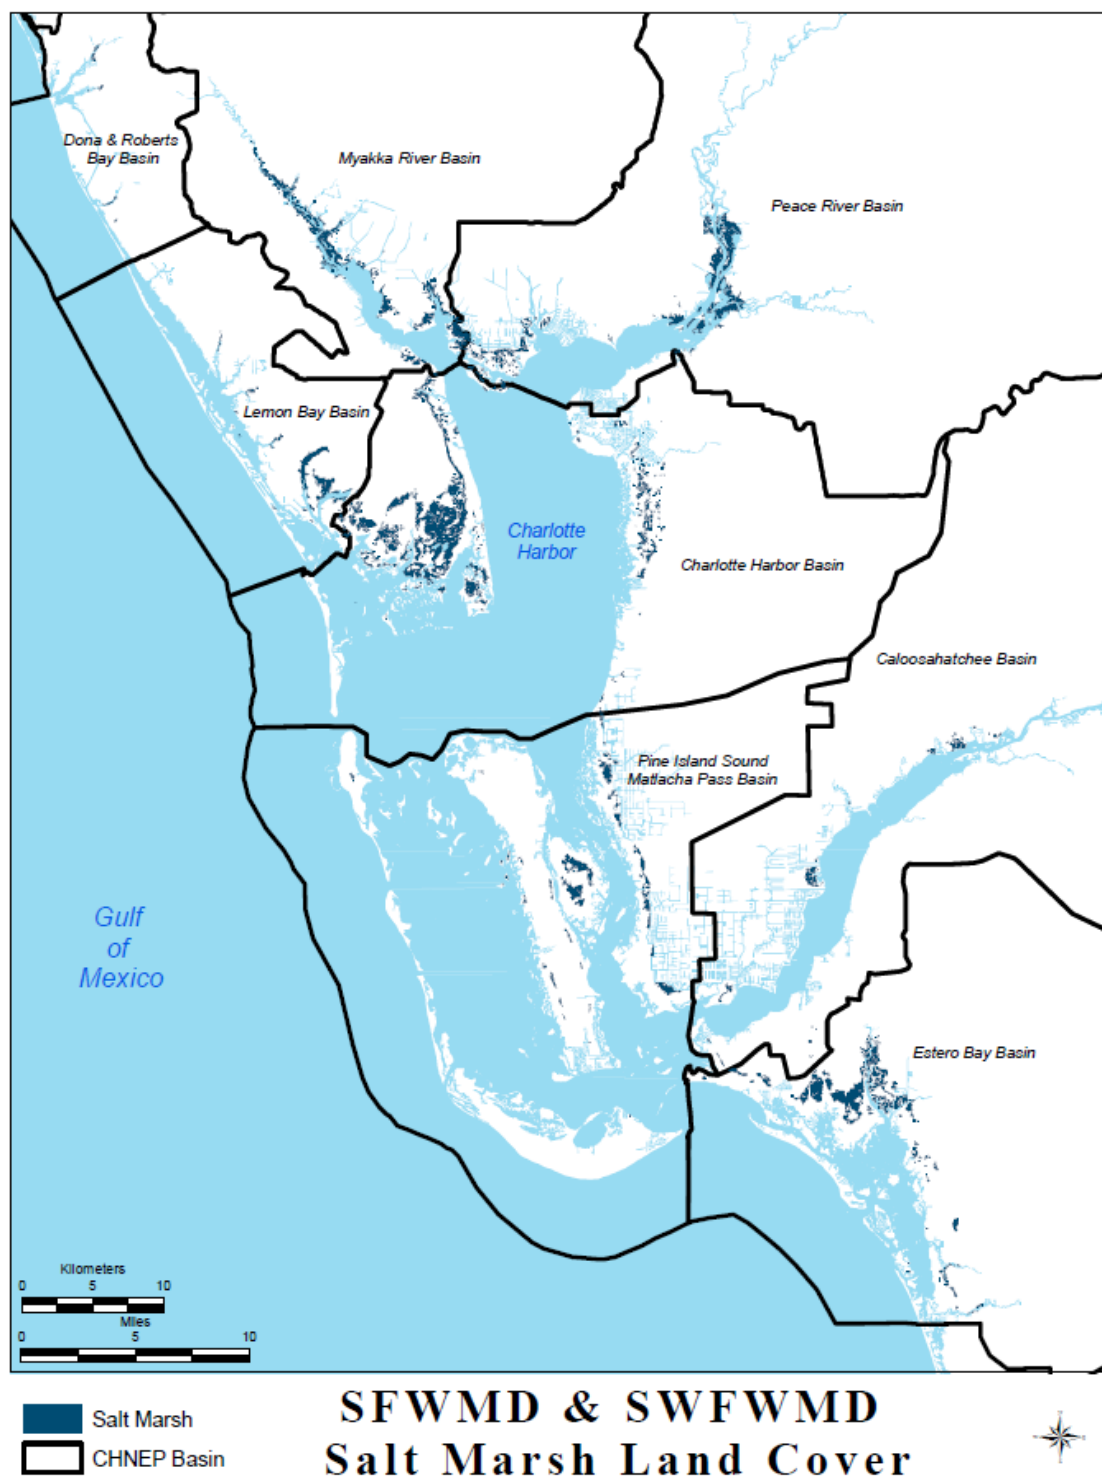 Dona & Roberts
Bay Basin
Myakka River Basin
Peace River Basin
Lemon Bay Basin
Charlotte
Harbor
Charlotte Harbor Basin
Caloosahatchee Basin
Pine Island Sound
Matlacha Pass Basin
Gulf
of
Mexico
Estero Bay Basin
Kilometers
0 5 10
Miles
0 5 10
Salt Marsh
CHNEP Basin
SFWMD & SWFWMD
Salt Marsh Land Cover